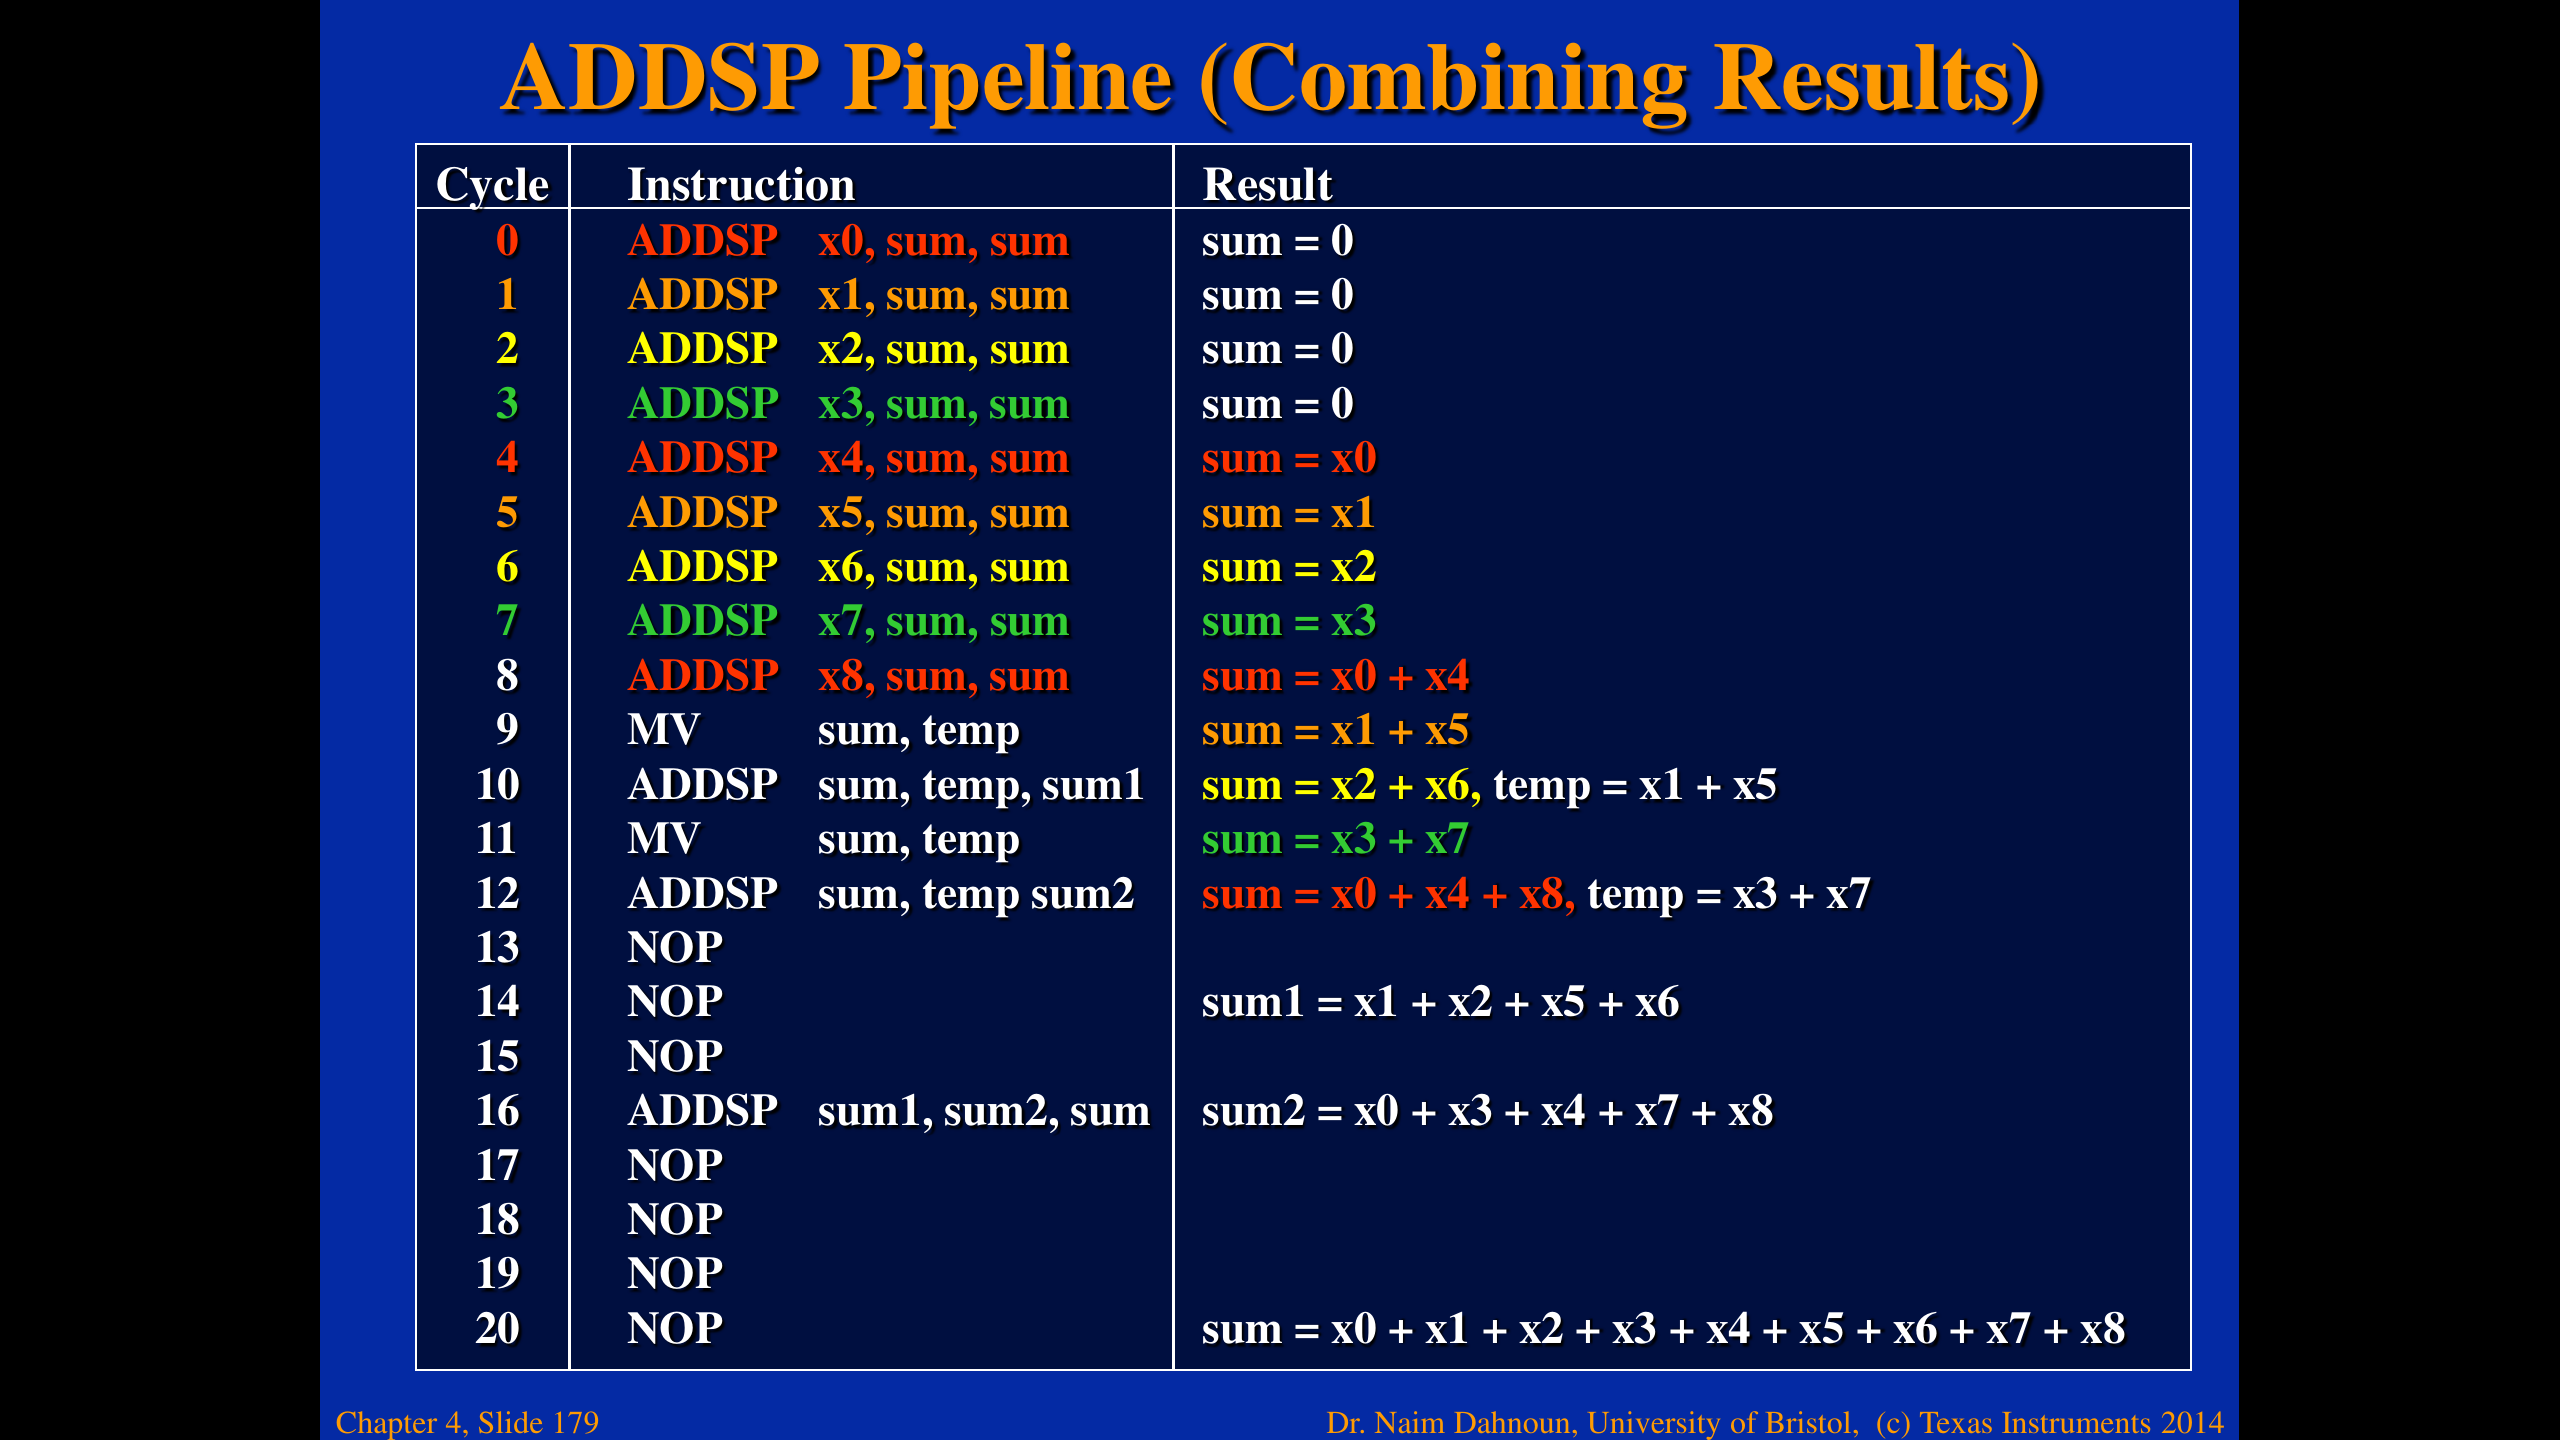 ADDSP Pipeline (Combining Results)
Cycle Instruction Result
0 ADDSP x0, sum, sum sum = 0
1 ADDSP x1, sum, sum sum = 0
2 ADDSP x2, sum, sum sum = 0
3 ADDSP x3, sum, sum sum = 0
4 ADDSP x4, sum, sum sum = x0
5 ADDSP x5, sum, sum sum = x1
6 ADDSP x6, sum, sum sum = x2
7 ADDSP x7, sum, sum sum = x3
8 ADDSP x8, sum, sum sum = x0 + x4
9 MV sum, temp sum = x1 + x5
10 ADDSP sum, temp, sum1 sum = x2 + x6, temp = x1 + x5
11 MV sum, temp sum = x3 + x7
12 ADDSP sum, temp sum2 sum = x0 + x4 + x8, temp = x3 + x7
13 NOP
14 NOP sum1 = x1 + x2 + x5 + x6
15 NOP
16 ADDSP sum1, sum2, sum sum2 = x0 + x3 + x4 + x7 + x8
17 NOP
18 NOP
19 NOP
20 NOP sum = x0 + x1 + x2 + x3 + x4 + x5 + x6 + x7 + x8
Chapter 4, Slide 179 Dr. Naim Dahnoun, University of Bristol, (c) Texas Instruments 2014